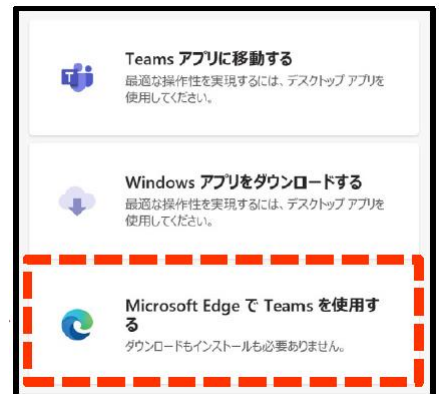 Teams アプリに移動する
最適な操作性を実現するには、デスクトップ アプリを
使用してください。
Windows アプリをダウンロードする
最適な操作性を実現するには、デスクトップ アプリを
使用してください。
Microsoft Edge で Teams を使用す
る
ダウンロードもインストールも必要ありません。